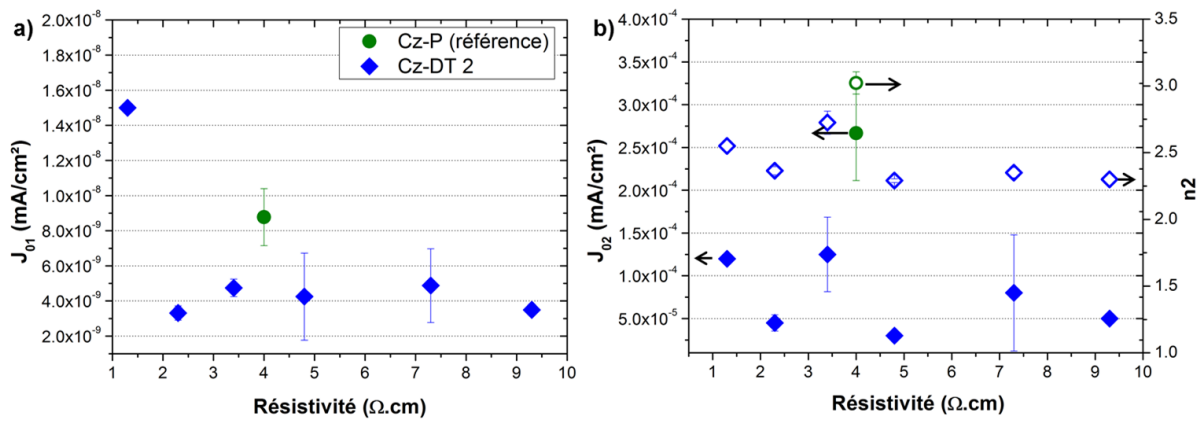 a)
J₀₁ (mA/cm²)
2.0x10⁻⁸
1.8x10⁻⁸
1.6x10⁻⁸
1.4x10⁻⁸
1.2x10⁻⁸
1.0x10⁻⁸
8.0x10⁻⁹
6.0x10⁻⁹
4.0x10⁻⁹
2.0x10⁻⁹
Cz-P (référence)
Cz-DT 2
1 2 3 4 5 6 7 8 9 10
Résistivité (Ω.cm)
b)
J₀₂ (mA/cm²)
4.0x10⁻⁴
3.5x10⁻⁴
3.0x10⁻⁴
2.5x10⁻⁴
2.0x10⁻⁴
1.5x10⁻⁴
1.0x10⁻⁴
5.0x10⁻⁵
3.5
3.0
2.5
2.0
1.5
1.0
n2
1 2 3 4 5 6 7 8 9 10
Résistivité (Ω.cm)